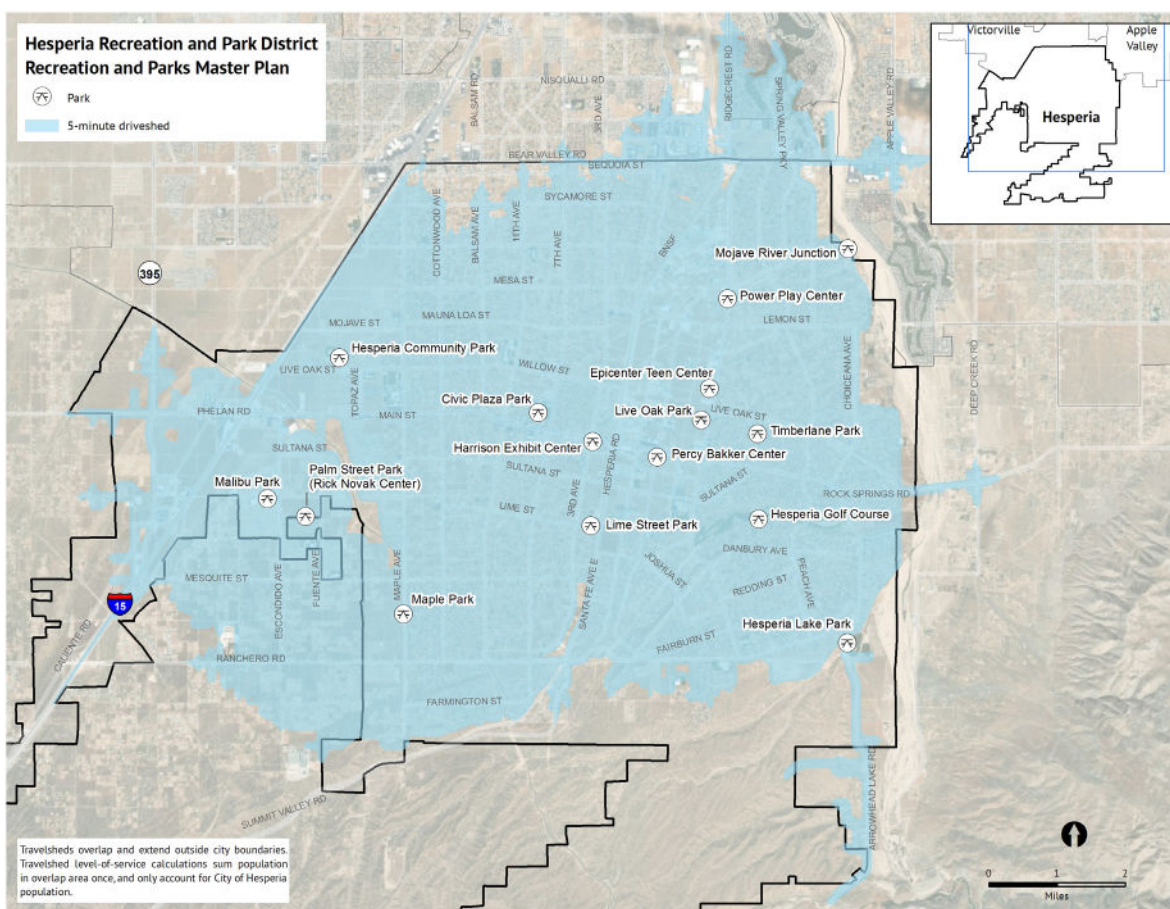 Hesperia Recreation and Park District
Recreation and Parks Master Plan
Park
5-minute driveshed
Victorville
Apple
Valley
Hesperia
BALSAM RD
NISQUALLI RD
3RD AVE
RIDGECREST RD
SPRING VALLEY PKY
APPLE VALLEY RD
BEAR VALLEY RD
SEQUOIA ST
SYCAMORE ST
COTTONWOOD AVE
BALSAM AVE
11TH AVE
7TH AVE
BNSF
Mojave River Junction
395
MESA ST
Power Play Center
MAUNA LOA ST
MOJAVE ST
LEMON ST
Hesperia Community Park
LIVE OAK ST
TOPAZ AVE
WILLOW ST
Epicenter Teen Center
CHOICEANA AVE
DEEP CREEK RD
PHELAN RD
MAIN ST
Civic Plaza Park
Live Oak Park
LIVE OAK ST
Timberlane Park
SULTANA ST
Harrison Exhibit Center
HESPERIA RD
Percy Bakker Center
Malibu Park
Palm Street Park
(Rick Novak Center)
SULTANA ST
SULTANA ST
ROCK SPRINGS RD
LIME ST
3RD AVE
Lime Street Park
Hesperia Golf Course
DANBURY AVE
MESQUITE ST
ESCONDIDO AVE
FUENTE AVE
MAPLE AVE
JOSHUA ST
REDDING ST
PEACH AVE
15
CALIENTE RD
Maple Park
SANTA FE AVE E
Hesperia Lake Park
FAIRBURN ST
RANCHERO RD
FARMINGTON ST
SUMMIT VALLEY RD
ARROWHEAD LAKE RD
Travelsheds overlap and extend outside city boundaries.
Travelshed level-of-service calculations sum population
in overlap area once, and only account for City of Hesperia
population.
0 1 2
Miles